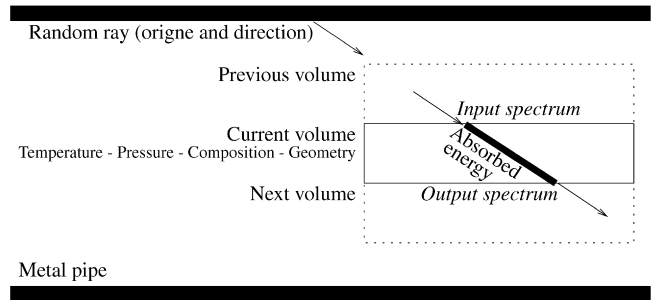 Random ray (origne and direction)
Previous volume
Input spectrum
Current volume
Absorbed
energy
Temperature - Pressure - Composition - Geometry
Next volume
Output spectrum
Metal pipe